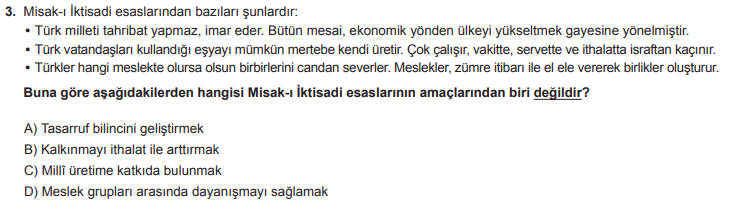 3. Misak-ı İktisadi esaslarından bazıları şunlardır:
• Türk milleti tahribat yapmaz, imar eder. Bütün mesai, ekonomik yönden ülkeyi yükseltmek gayesine yönelmiştir.
• Türk vatandaşları kullandığı eşyayı mümkün mertebe kendi üretir. Çok çalışır, vakitte, servette ve ithalatta israftan kaçınır.
• Türkler hangi meslekte olursa olsun birbirlerini candan severler. Meslekler, zümre itibarı ile el ele vererek birlikler oluşturur.
Buna göre aşağıdakilerden hangisi Misak-ı İktisadi esaslarının amaçlarından biri değildir?
A) Tasarruf bilincini geliştirmek
B) Kalkınmayı ithalat ile arttırmak
C) Millî üretime katkıda bulunmak
D) Meslek grupları arasında dayanışmayı sağlamak